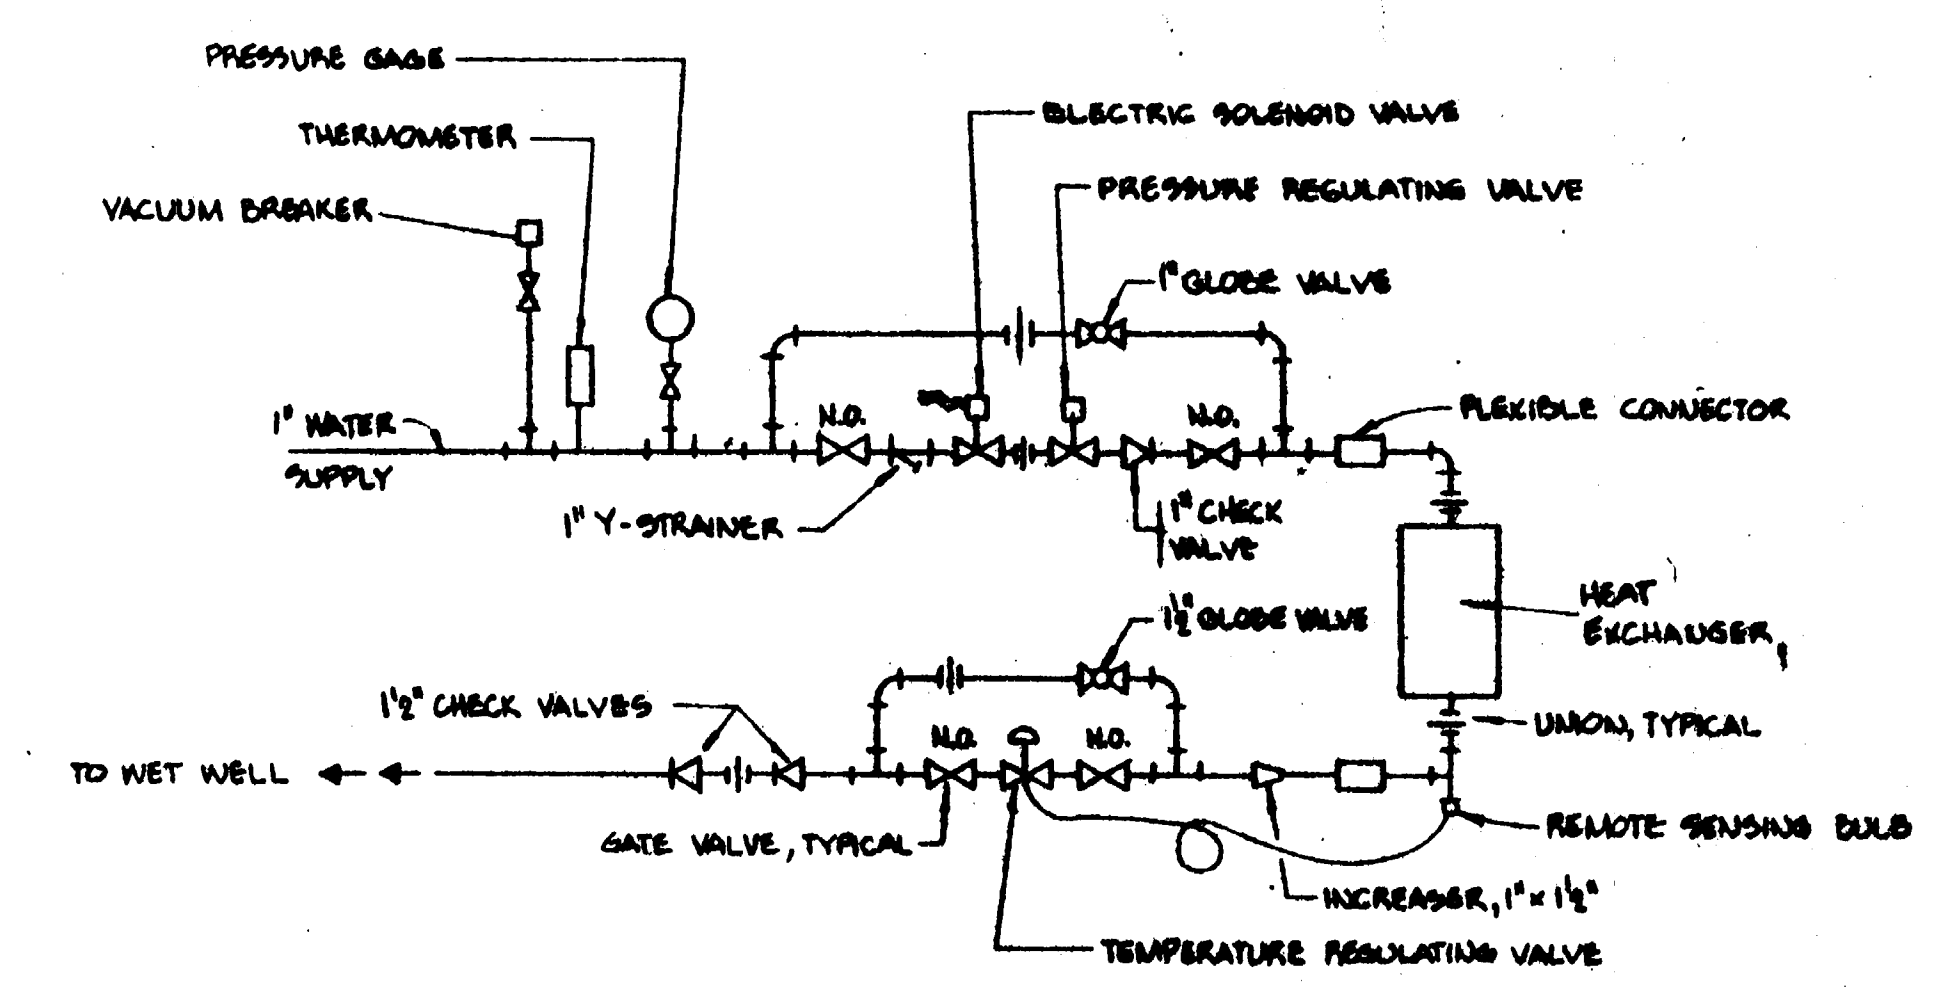 PRESSURE GAGE
THERMOMETER
VACUUM BREAKER
ELECTRIC SOLENOID VALVE
PRESSURE REGULATING VALVE
1" GLOBE VALVE
1" WATER
SUPPLY
N.O.
N.O.
FLEXIBLE CONNECTOR
1" Y-STRAINER
1" CHECK
VALVE
HEAT
EXCHANGER
1½" GLOBE VALVE
1½" CHECK VALVES
UNION, TYPICAL
N.O.
N.O.
TO WET WELL
GATE VALVE, TYPICAL
REMOTE SENSING BULB
INCREASER, 1" x 1½"
TEMPERATURE REGULATING VALVE